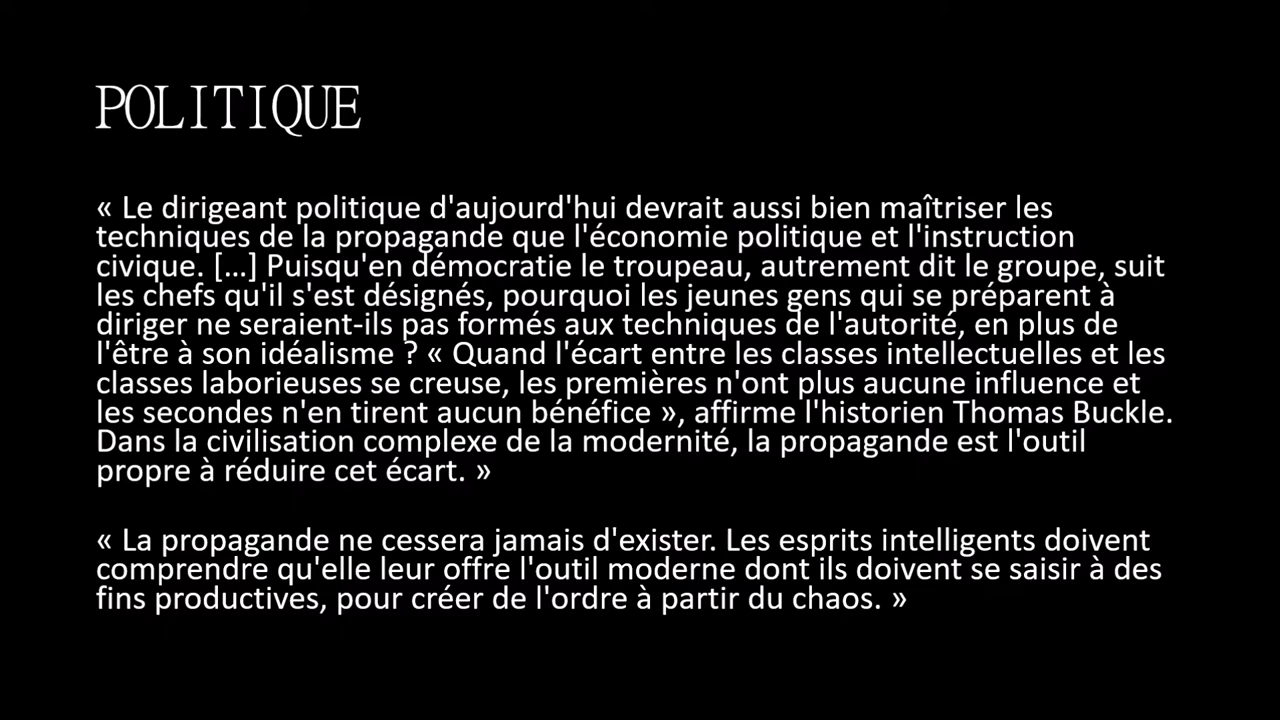 POLITIQUE
« Le dirigeant politique d'aujourd'hui devrait aussi bien maîtriser les
techniques de la propagande que l'économie politique et l'instruction
civique. […] Puisqu'en démocratie le troupeau, autrement dit le groupe, suit
les chefs qu'il s'est désignés, pourquoi les jeunes gens qui se préparent à
diriger ne seraient-ils pas formés aux techniques de l'autorité, en plus de
l'être à son idéalisme ? « Quand l'écart entre les classes intellectuelles et les
classes laborieuses se creuse, les premières n'ont plus aucune influence et
les secondes n'en tirent aucun bénéfice », affirme l'historien Thomas Buckle.
Dans la civilisation complexe de la modernité, la propagande est l'outil
propre à réduire cet écart. »
« La propagande ne cessera jamais d'exister. Les esprits intelligents doivent
comprendre qu'elle leur offre l'outil moderne dont ils doivent se saisir à des
fins productives, pour créer de l'ordre à partir du chaos. »